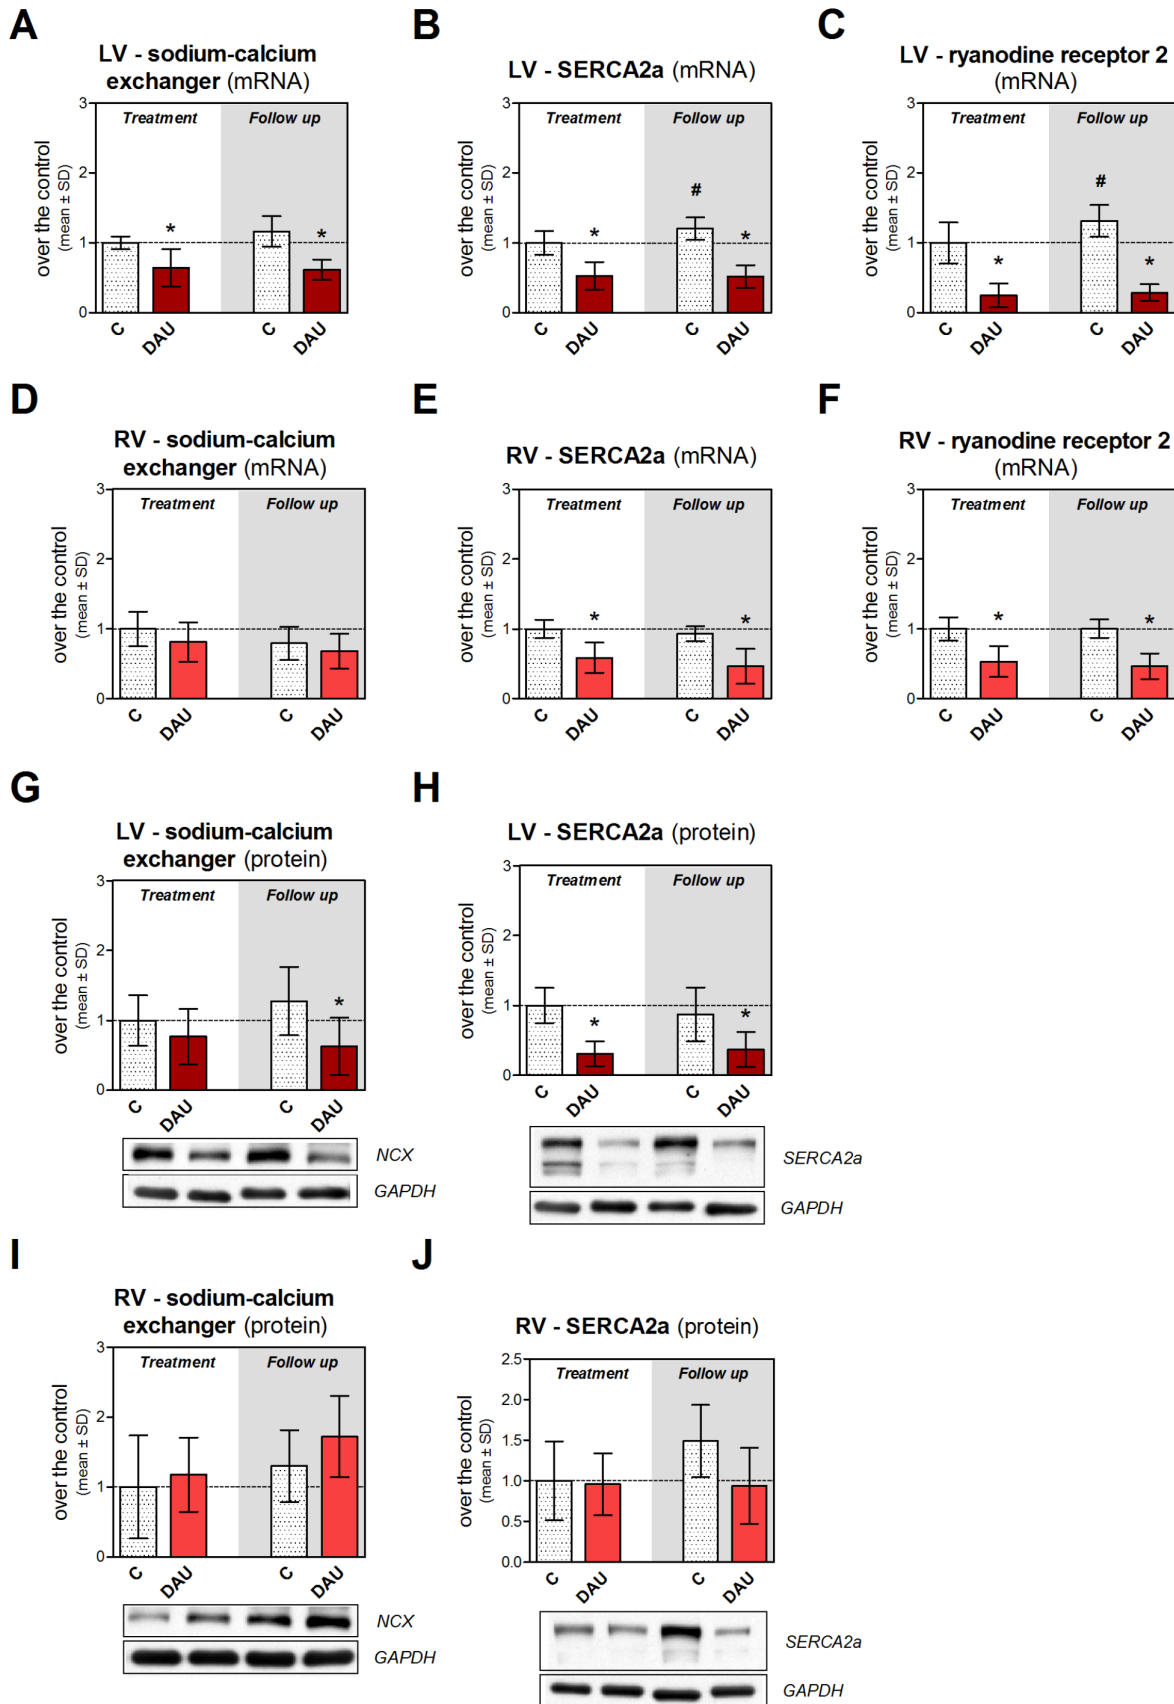 A
LV - sodium-calcium
exchanger (mRNA)
over the control
(mean ± SD)
3
2
1
0
Treatment
Follow up
*
*
C
DAU
C
DAU
B
LV - SERCA2a (mRNA)
over the control
(mean ± SD)
3
2
1
0
Treatment
Follow up
*
#
*
C
DAU
C
DAU
C
LV - ryanodine receptor 2
(mRNA)
over the control
(mean ± SD)
3
2
1
0
Treatment
Follow up
*
#
*
C
DAU
C
DAU
D
RV - sodium-calcium
exchanger (mRNA)
over the control
(mean ± SD)
3
2
1
0
Treatment
Follow up
C
DAU
C
DAU
E
RV - SERCA2a (mRNA)
over the control
(mean ± SD)
3
2
1
0
Treatment
Follow up
*
*
C
DAU
C
DAU
F
RV - ryanodine receptor 2
(mRNA)
over the control
(mean ± SD)
3
2
1
0
Treatment
Follow up
*
*
C
DAU
C
DAU
G
LV - sodium-calcium
exchanger (protein)
over the control
(mean ± SD)
3
2
1
0
Treatment
Follow up
*
C
DAU
C
DAU
NCX
GAPDH
H
LV - SERCA2a (protein)
over the control
(mean ± SD)
3
2
1
0
Treatment
Follow up
*
*
C
DAU
C
DAU
SERCA2a
GAPDH
I
RV - sodium-calcium
exchanger (protein)
over the control
(mean ± SD)
3
2
1
0
Treatment
Follow up
C
DAU
C
DAU
NCX
GAPDH
J
RV - SERCA2a (protein)
over the control
(mean ± SD)
2.5
2.0
1.5
1.0
0.5
0.0
Treatment
Follow up
C
DAU
C
DAU
SERCA2a
GAPDH